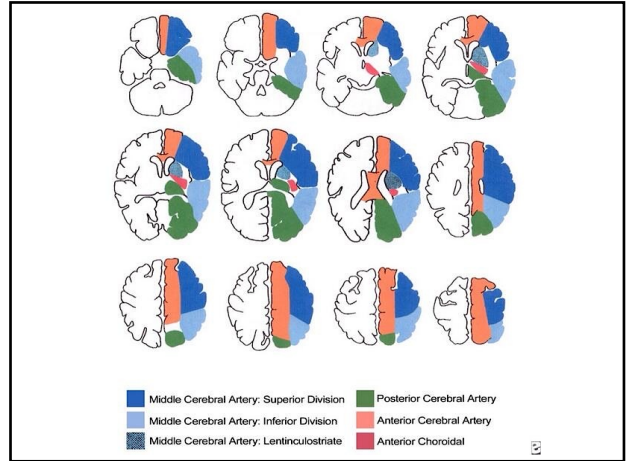 Middle Cerebral Artery: Superior Division
Middle Cerebral Artery: Inferior Division
Middle Cerebral Artery: Lentinculostriate
Posterior Cerebral Artery
Anterior Cerebral Artery
Anterior Choroidal